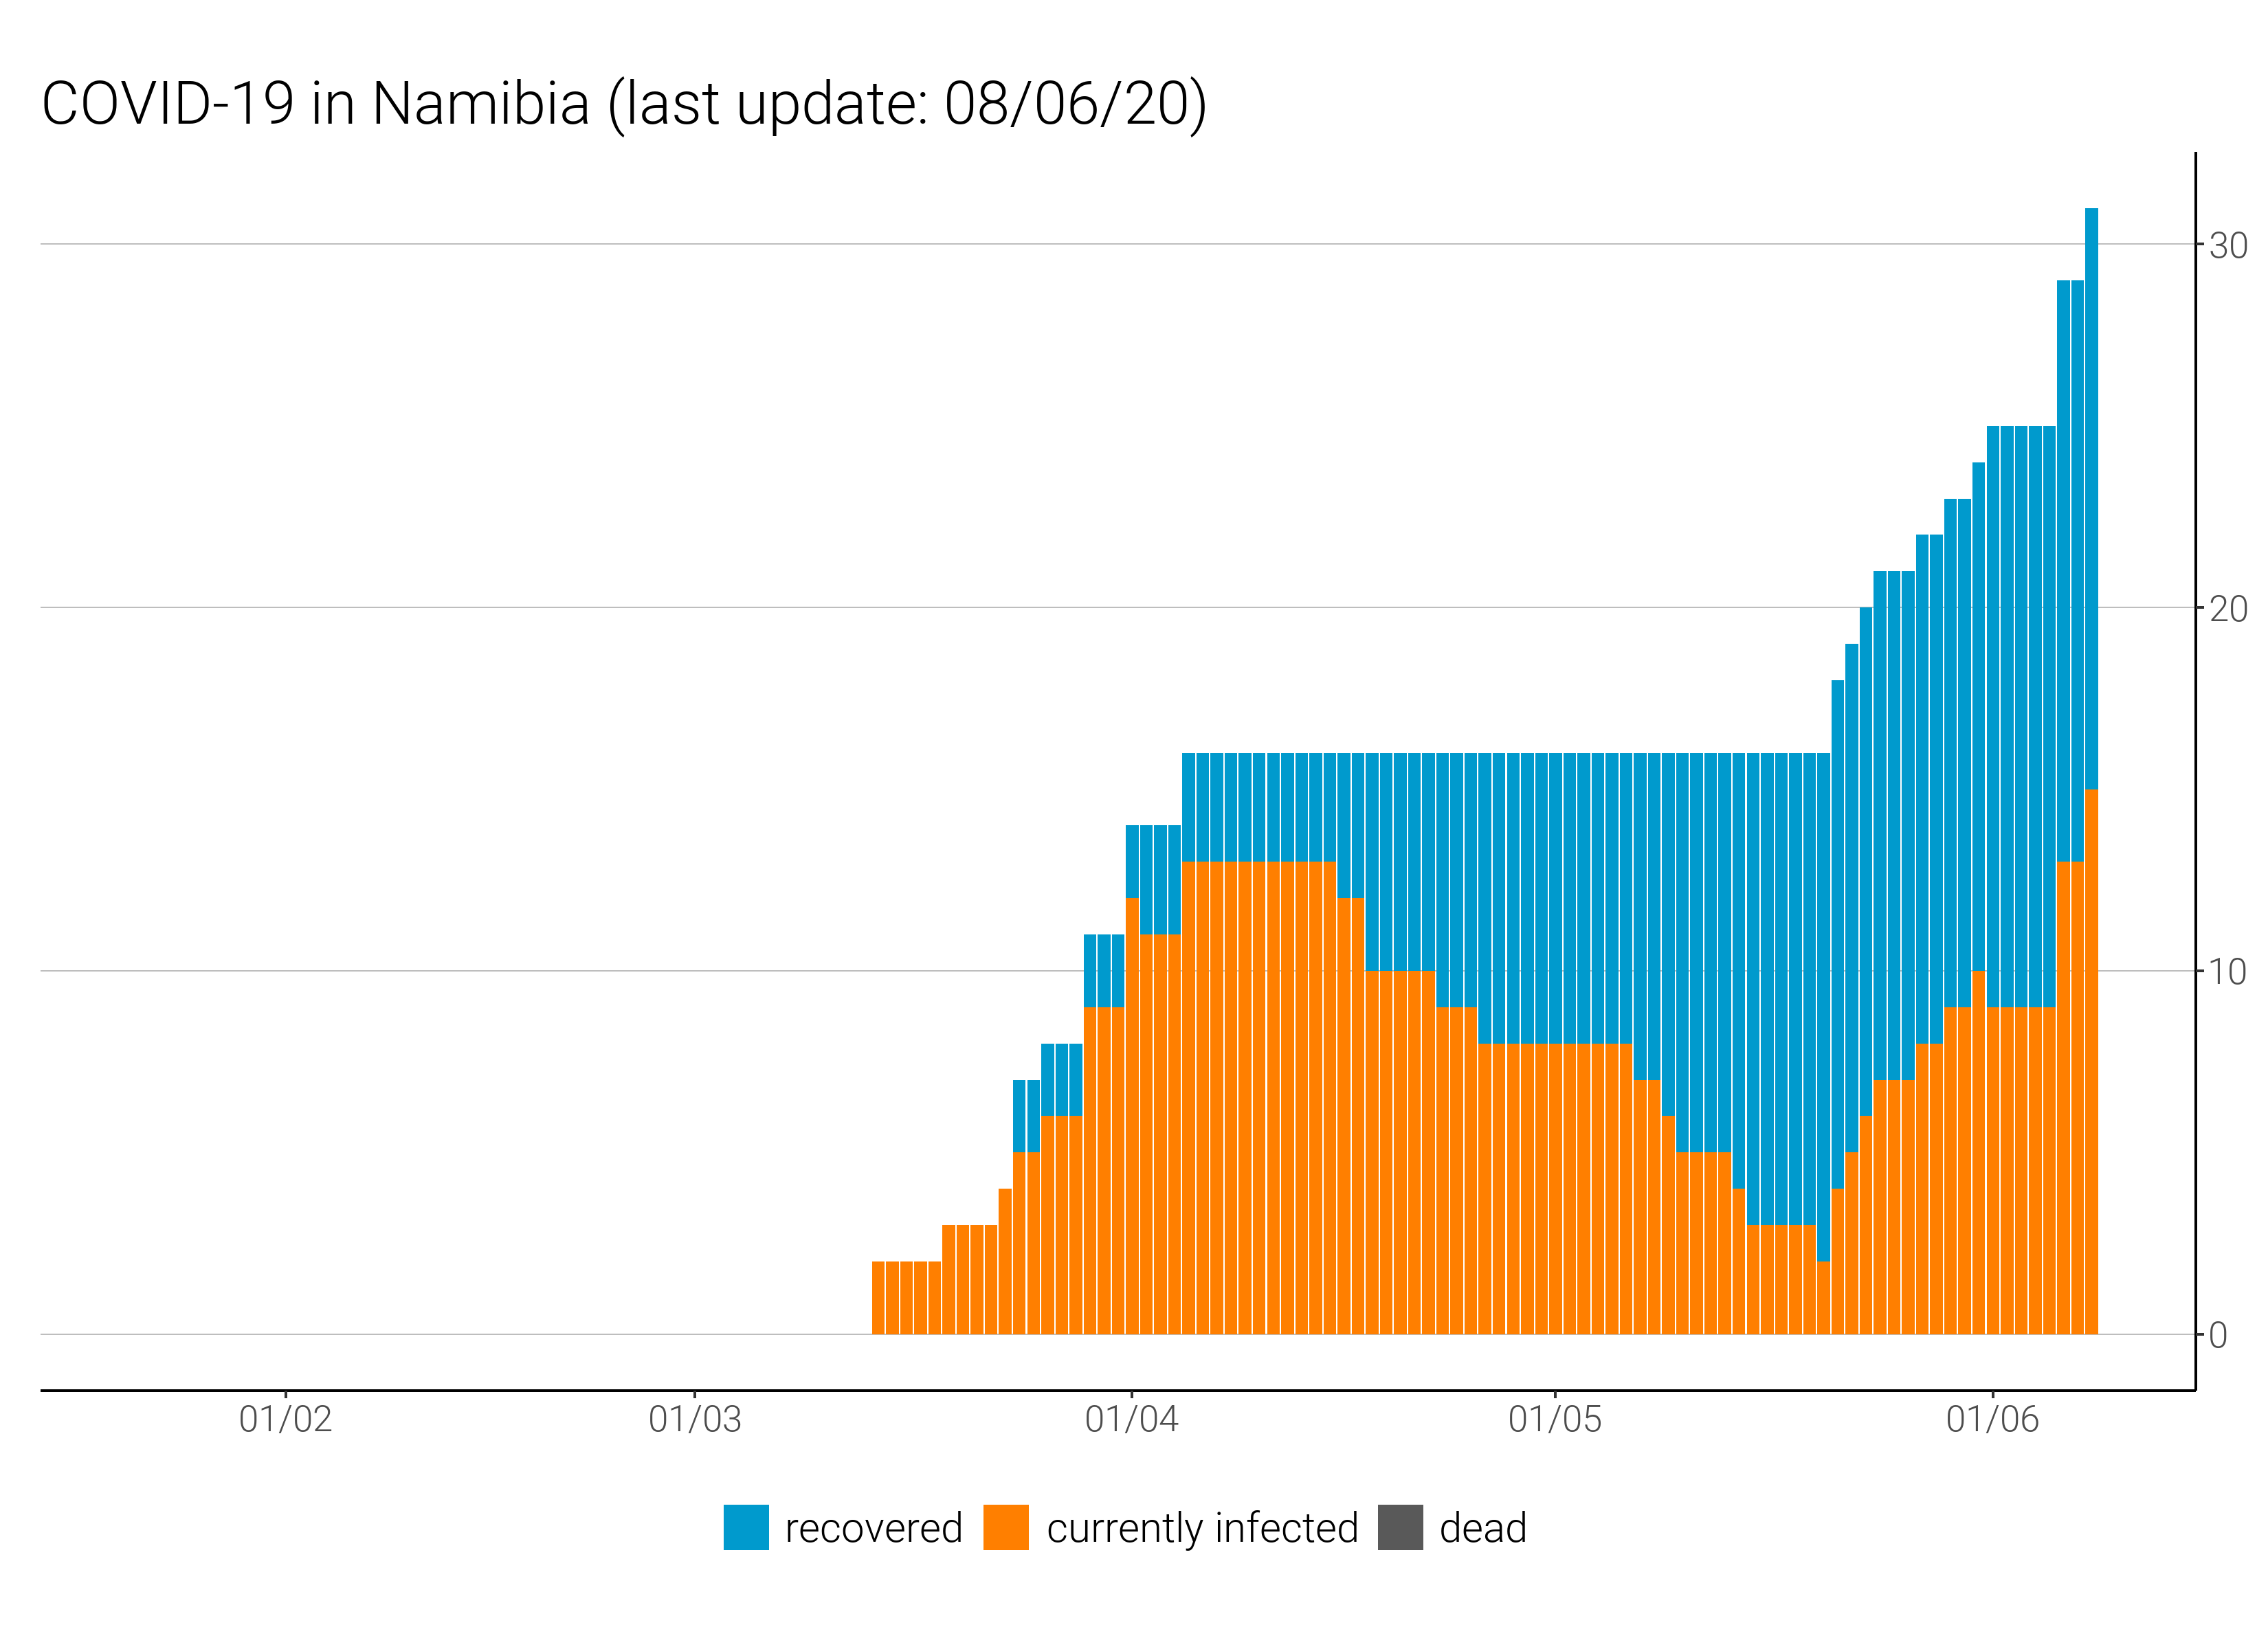 COVID-19 in Namibia (last update: 08/06/20)
30
20
10
0
01/02 01/03 01/04 01/05 01/06
recovered currently infected dead